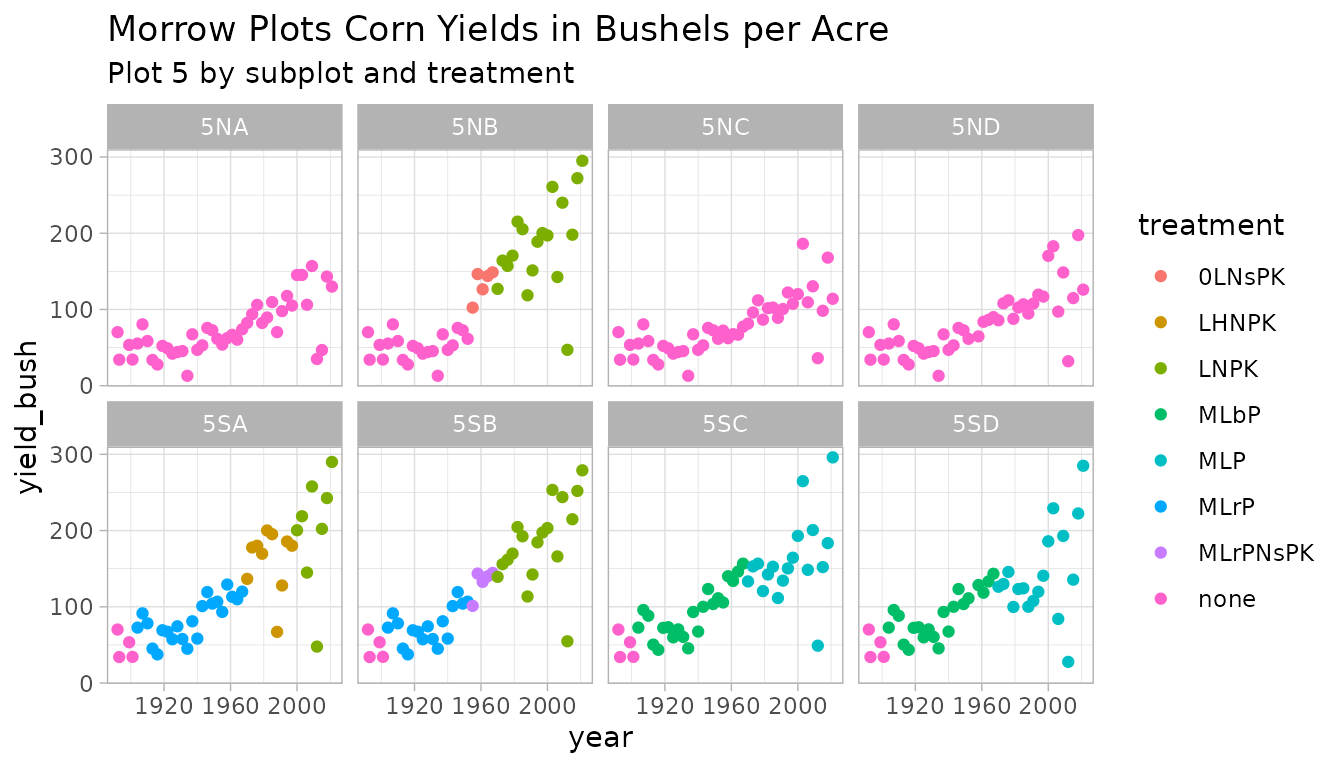 Morrow Plots Corn Yields in Bushels per Acre
Plot 5 by subplot and treatment
5NA 5NB 5NC 5ND
300
200
100
0
5SA 5SB 5SC 5SD
300
200
100
0
1920 1960 2000 1920 1960 2000 1920 1960 2000 1920 1960 2000
year
yield_bush
treatment
0LNsPK
LHNPK
LNPK
MLbP
MLP
MLrP
MLrPNsPK
none